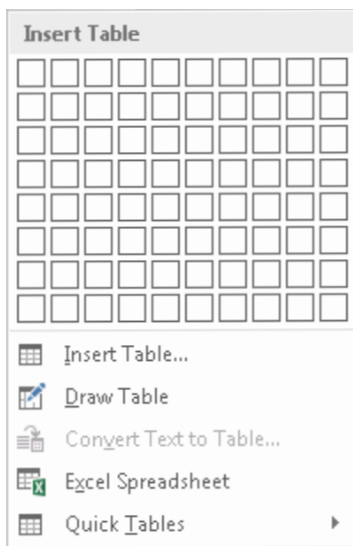 Insert Table
Insert Table...
Draw Table
Convert Text to Table...
Excel Spreadsheet
Quick Tables